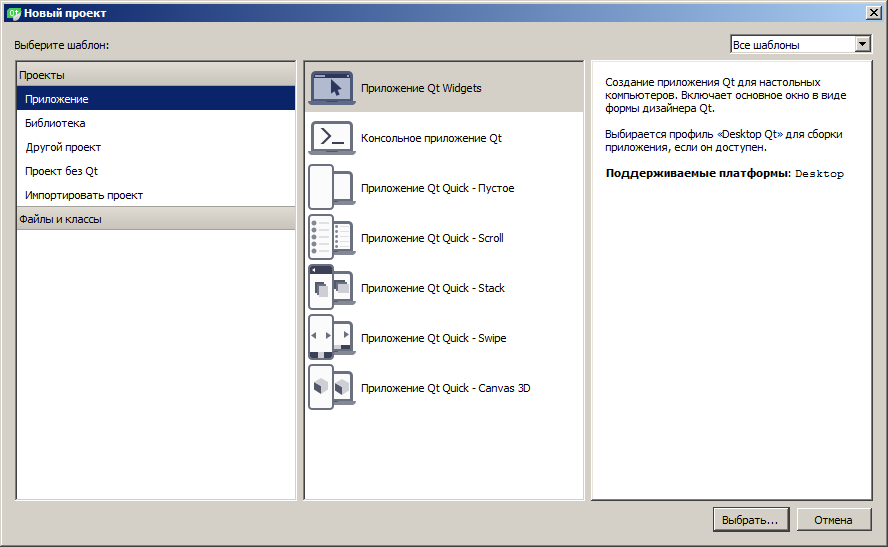 Новый проект
Выберите шаблон:
Все шаблоны
Проекты
Приложение
Библиотека
Другой проект
Проект без Qt
Импортировать проект
Файлы и классы
Приложение Qt Widgets
Консольное приложение Qt
Приложение Qt Quick - Пустое
Приложение Qt Quick - Scroll
Приложение Qt Quick - Stack
Приложение Qt Quick - Swipe
Приложение Qt Quick - Canvas 3D
Создание приложения Qt для настольных
компьютеров. Включает основное окно в виде
формы дизайнера Qt.
Выбирается профиль «Desktop Qt» для сборки
приложения, если он доступен.
Поддерживаемые платформы: Desktop
Выбрать...
Отмена